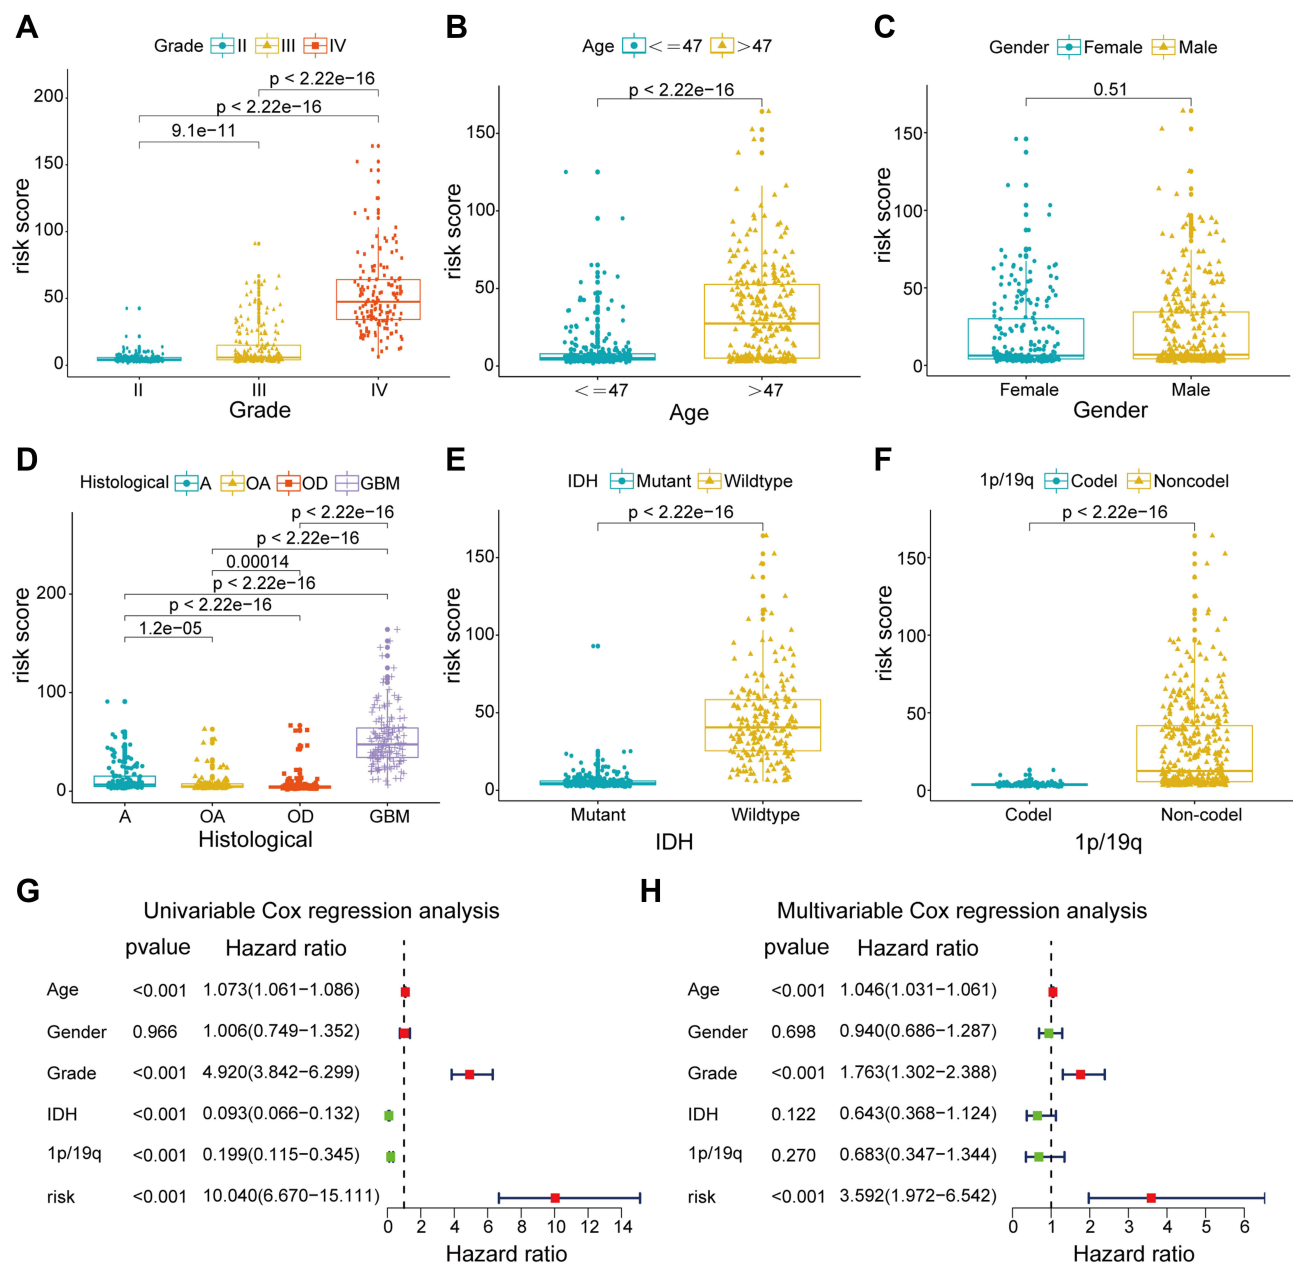 A
Grade II III IV
p < 2.22e−16
p < 2.22e−16
9.1e−11
200
150
100
50
0
risk score
II III IV
Grade
B
Age <=47 >47
p < 2.22e−16
150
100
50
0
risk score
<=47 >47
Age
C
Gender Female Male
0.51
150
100
50
0
risk score
Female Male
Gender
D
Histological A OA OD GBM
p < 2.22e−16
p < 2.22e−16
0.00014
p < 2.22e−16
p < 2.22e−16
1.2e−05
200
100
0
risk score
A OA OD GBM
Histological
E
IDH Mutant Wildtype
p < 2.22e−16
150
100
50
0
risk score
Mutant Wildtype
IDH
F
1p/19q Codel Noncodel
p < 2.22e−16
150
100
50
0
risk score
Codel Non-codel
1p/19q
G
Univariable Cox regression analysis
pvalue Hazard ratio
Age <0.001 1.073(1.061−1.086)
Gender 0.966 1.006(0.749−1.352)
Grade <0.001 4.920(3.842−6.299)
IDH <0.001 0.093(0.066−0.132)
1p/19q <0.001 0.199(0.115−0.345)
risk <0.001 10.040(6.670−15.111)
0 2 4 6 8 10 12 14
Hazard ratio
H
Multivariable Cox regression analysis
pvalue Hazard ratio
Age <0.001 1.046(1.031−1.061)
Gender 0.698 0.940(0.686−1.287)
Grade <0.001 1.763(1.302−2.388)
IDH 0.122 0.643(0.368−1.124)
1p/19q 0.270 0.683(0.347−1.344)
risk <0.001 3.592(1.972−6.542)
0 1 2 3 4 5 6
Hazard ratio